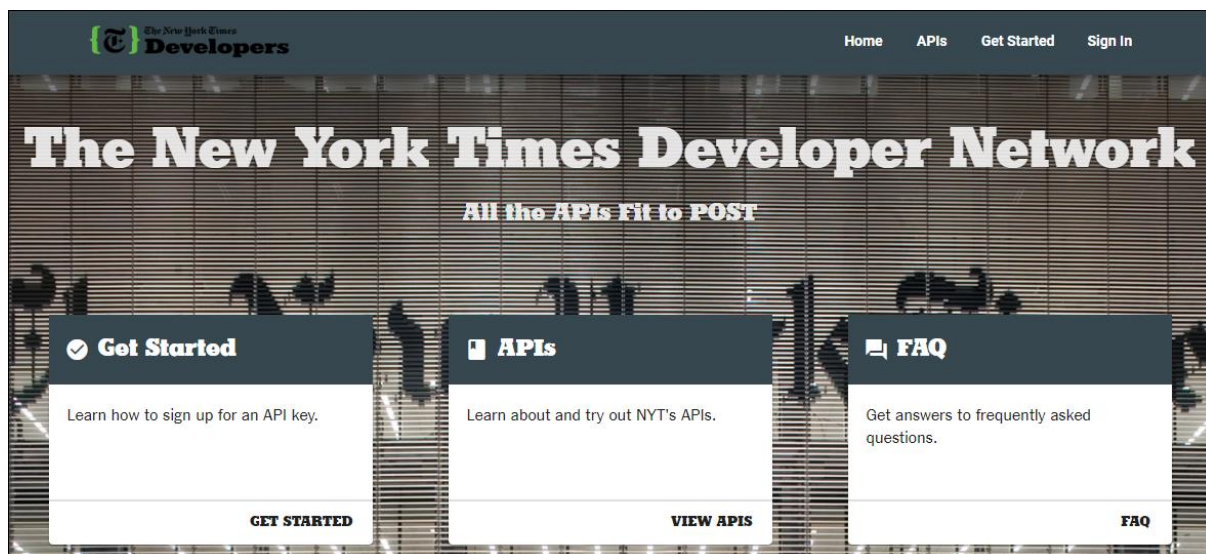 The New York Times
Developers
Home APIs Get Started Sign In
The New York Times Developer Network
All the APIs Fit to POST
Get Started
APIs
FAQ
Learn how to sign up for an API key.
Learn about and try out NYT's APIs.
Get answers to frequently asked
questions.
GET STARTED
VIEW APIS
FAQ